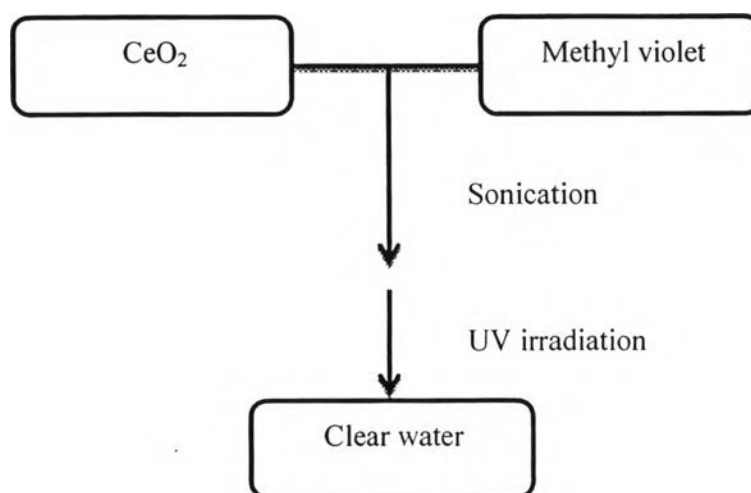 CeO₂
Methyl violet
Sonication
UV irradiation
Clear water